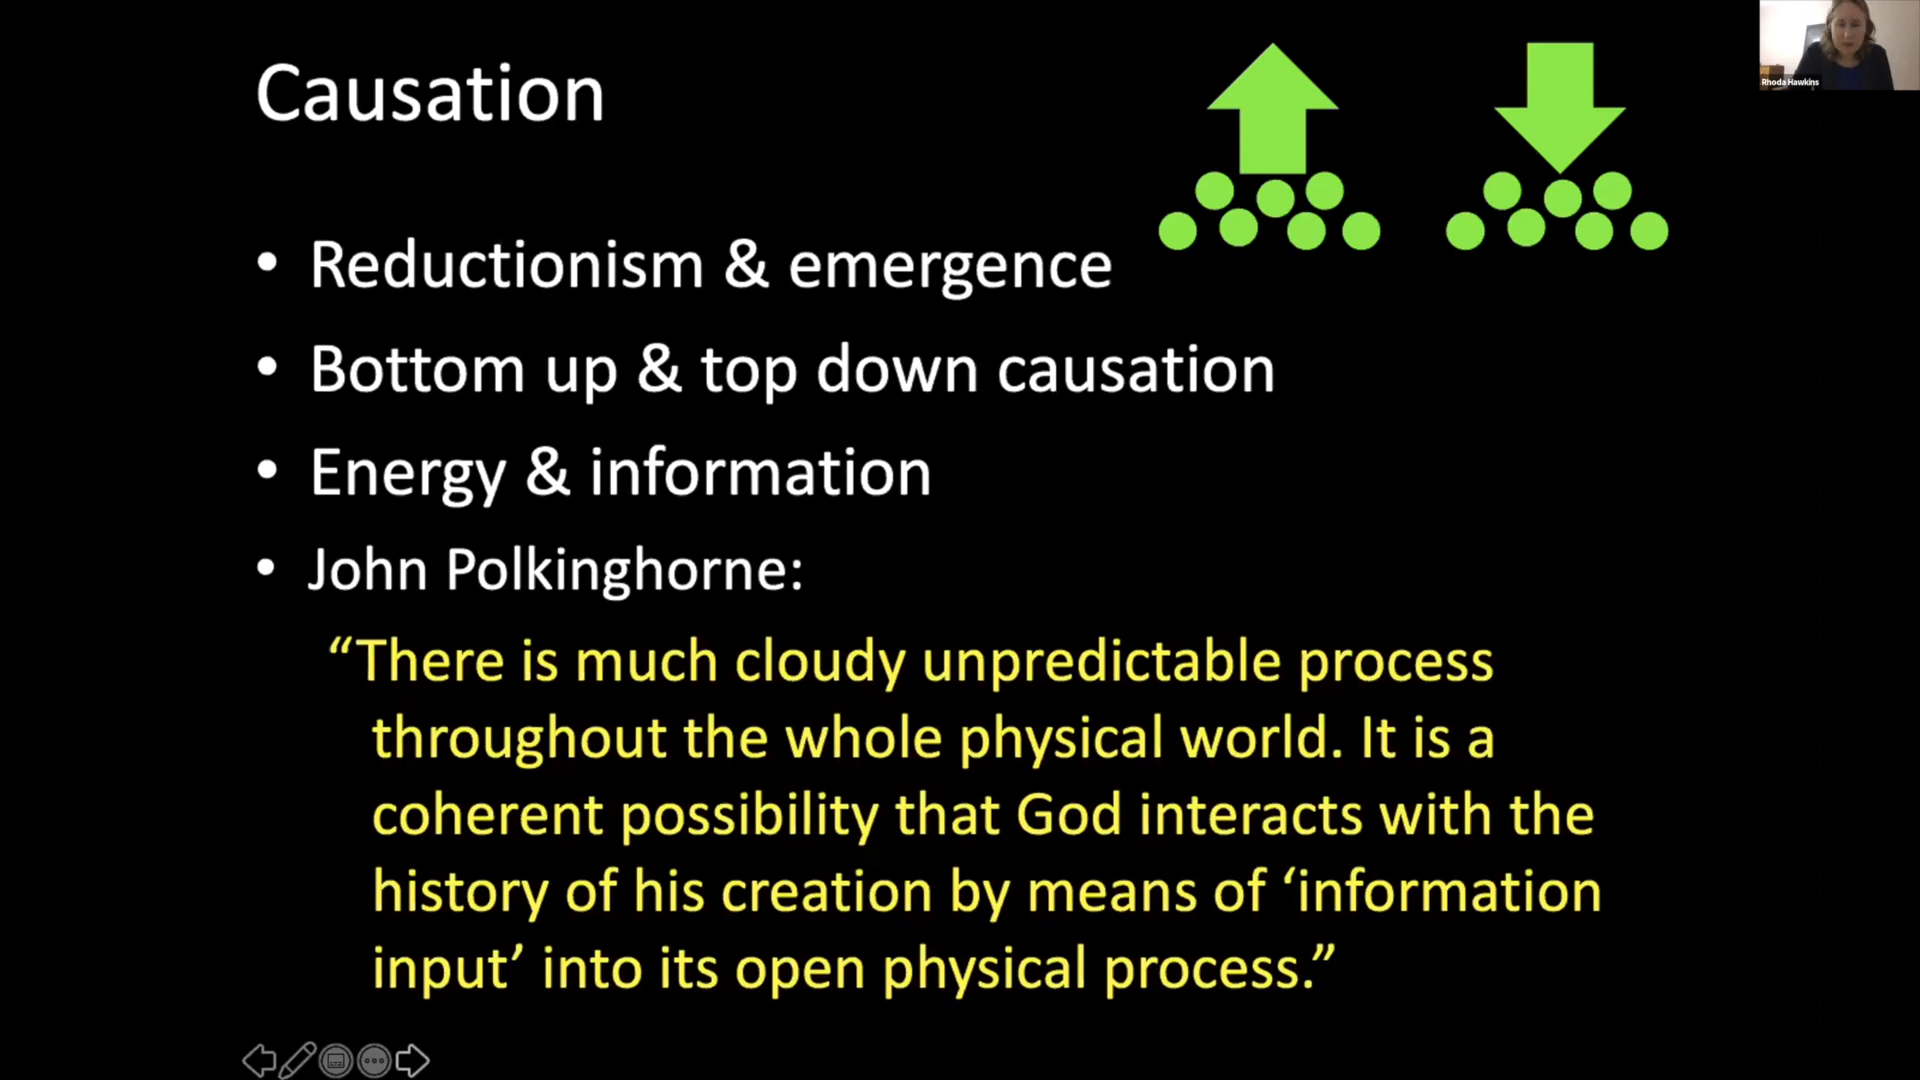 Causation
• Reductionism & emergence
• Bottom up & top down causation
• Energy & information
• John Polkinghorne:
“There is much cloudy unpredictable process
throughout the whole physical world. It is a
coherent possibility that God interacts with the
history of his creation by means of ‘information
input’ into its open physical process.”
Rhoda Hawkins